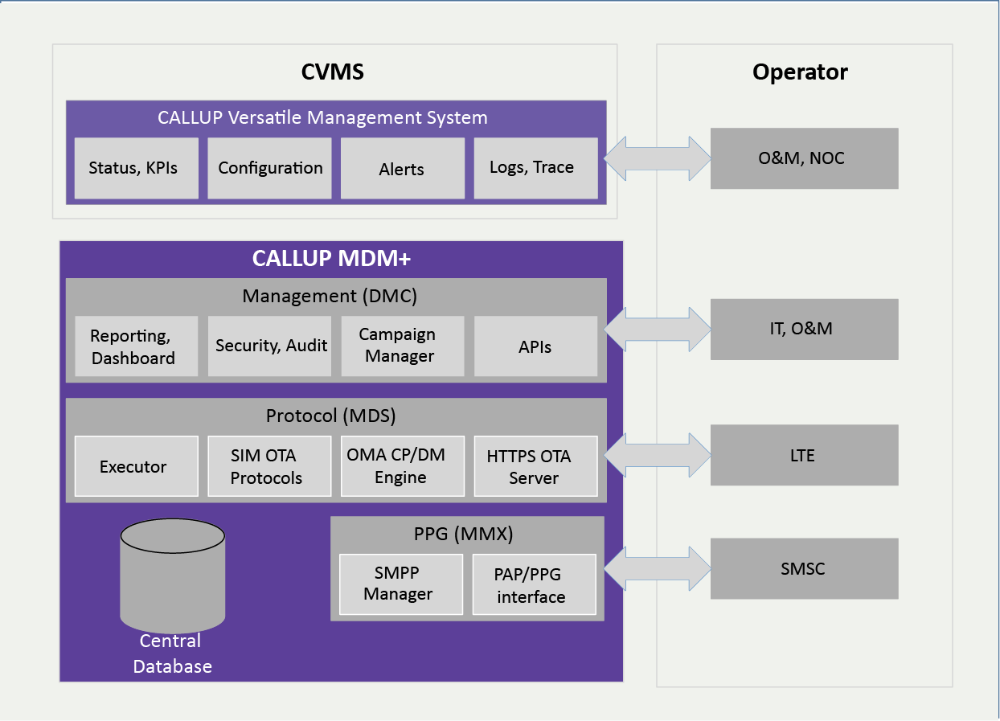 CVMS
CALLUP Versatile Management System
Status, KPIs
Configuration
Alerts
Logs, Trace
Operator
O&M, NOC
CALLUP MDM+
Management (DMC)
Reporting,
Dashboard
Security, Audit
Campaign
Manager
APIs
IT, O&M
Protocol (MDS)
Executor
SIM OTA
Protocols
OMA CP/DM
Engine
HTTPS OTA
Server
LTE
PPG (MMX)
SMPP
Manager
PAP/PPG
interface
SMSC
Central
Database